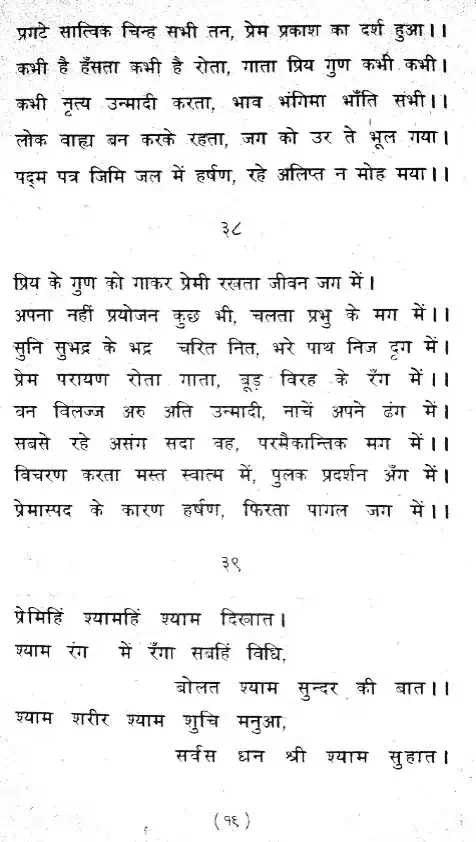 प्रगटे सात्विक चिन्ह सभी तन, प्रेम प्रकाश का दर्श हुआ।।
कभी है हँसता कभी है रोता, गाता प्रिय गुण कभी कभी।
कभी नृत्य उन्मादी करता, भाव भंगिमा भाँति सभी।।
लोक वाह्य बन करके रहता, जग को उर ते भूल गया।
पद्म पत्र जिमि जल में हर्षण, रहे अलिप्त न मोह मया।।
३८
प्रिय के गुण को गाकर प्रेमी रखता जीवन जग में।
अपना नहीं प्रयोजन कुछ भी, चलता प्रभु के मग में।।
सुनि सुभद्र के भद्र चरित नित, भरे पाथ निज दृग में।
प्रेम परायण रोता गाता, बूड़ विरह के रँग में।।
बन विलज्ज अरु अति उन्मादी, नाचें अपने ढंग में।
सबसे रहे असंग सदा वह, परमैकान्तिक मग में।।
विचरण करता मस्त स्वात्म में, पुलक प्रदर्शन अँग में।
प्रेमास्पद के कारण हर्षण, फिरता पागल जग में।।
३९
प्रेमिहिं श्यामहिं श्याम दिखात।
श्याम रंग में रँगा सबहिं विधि,
बोलत श्याम सुन्दर की बात।।
श्याम शरीर श्याम शुचि मनुआ,
सर्वस धन श्री श्याम सुहात।
(१६)